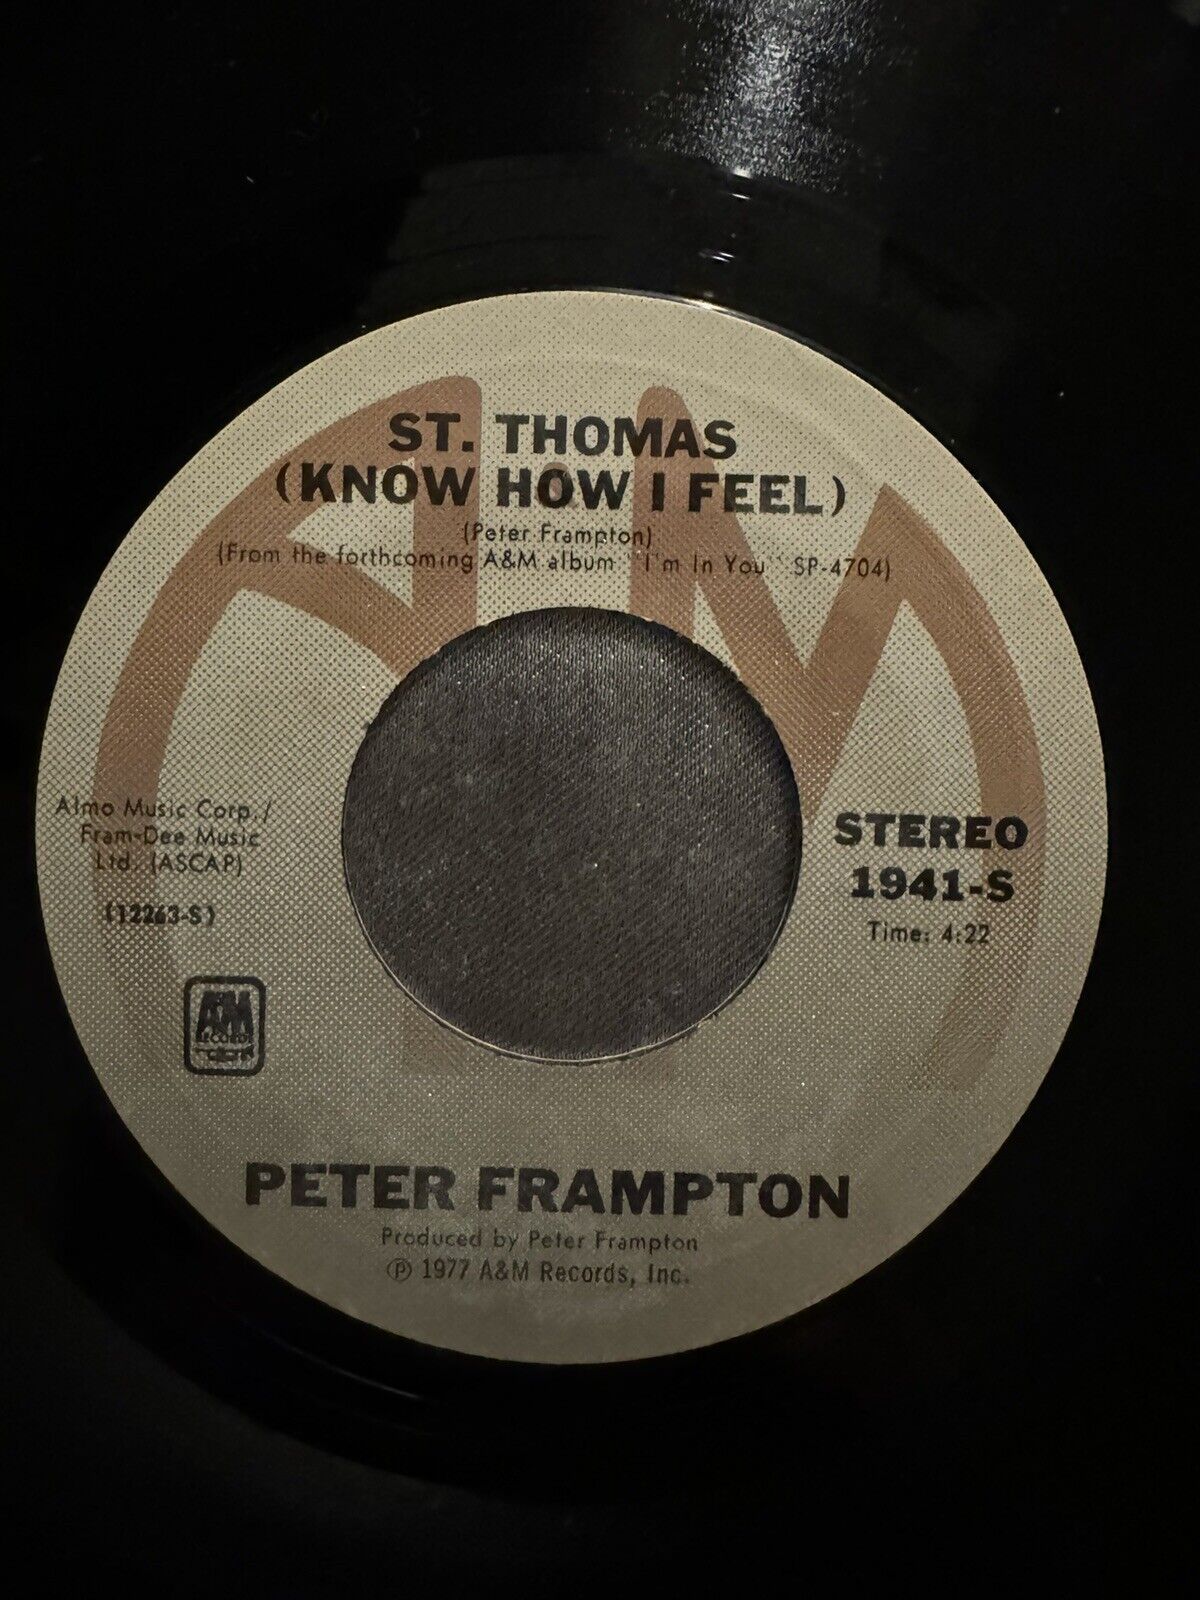 ST. THOMAS
(KNOW HOW I FEEL)
(Peter Frampton)
(From the forthcoming A&M album "I'm In You" SP-4704)
Almo Music Corp./
Fram-Dee Music
Ltd. (ASCAP)
(12263-S)
STEREO
1941-S
Time: 4:22
A&M
RECORDS
PETER FRAMPTON
Produced by Peter Frampton
℗ 1977 A&M Records, Inc.